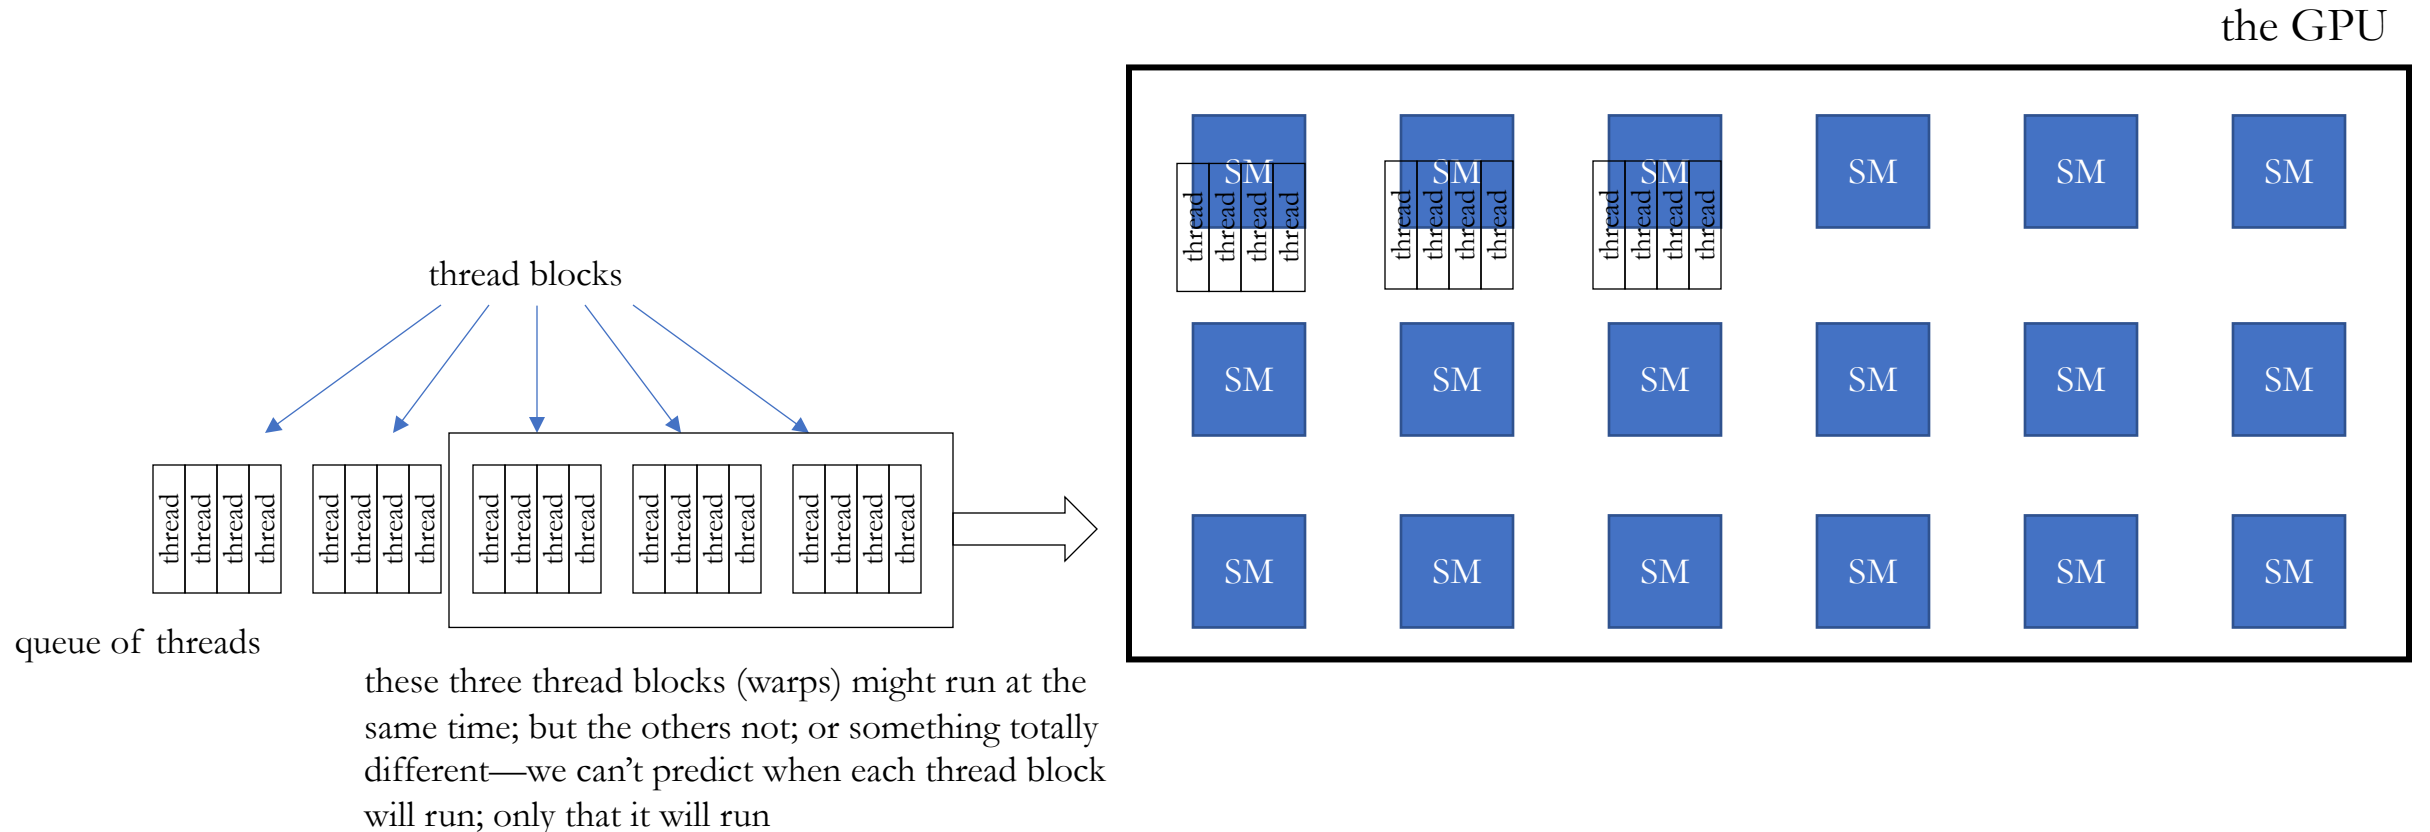 the GPU
SM SM SM SM SM SM
thread thread thread thread thread thread thread thread thread thread thread thread
thread blocks
SM SM SM SM SM SM
thread thread thread thread thread thread thread thread thread thread thread thread thread thread thread thread thread thread thread thread
SM SM SM SM SM SM
queue of threads
these three thread blocks (warps) might run at the
same time; but the others not; or something totally
different—we can’t predict when each thread block
will run; only that it will run